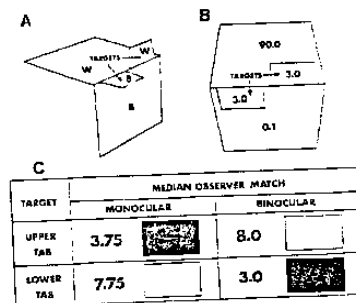 A
W
TARGETS
W
W
B
B
B
90.0
TARGETS
3.0
3.0
0.1
C
MEDIAN OBSERVER MATCH
TARGET
MONOCULAR
BINOCULAR
UPPER TAB
3.75
8.0
LOWER TAB
7.75
3.0